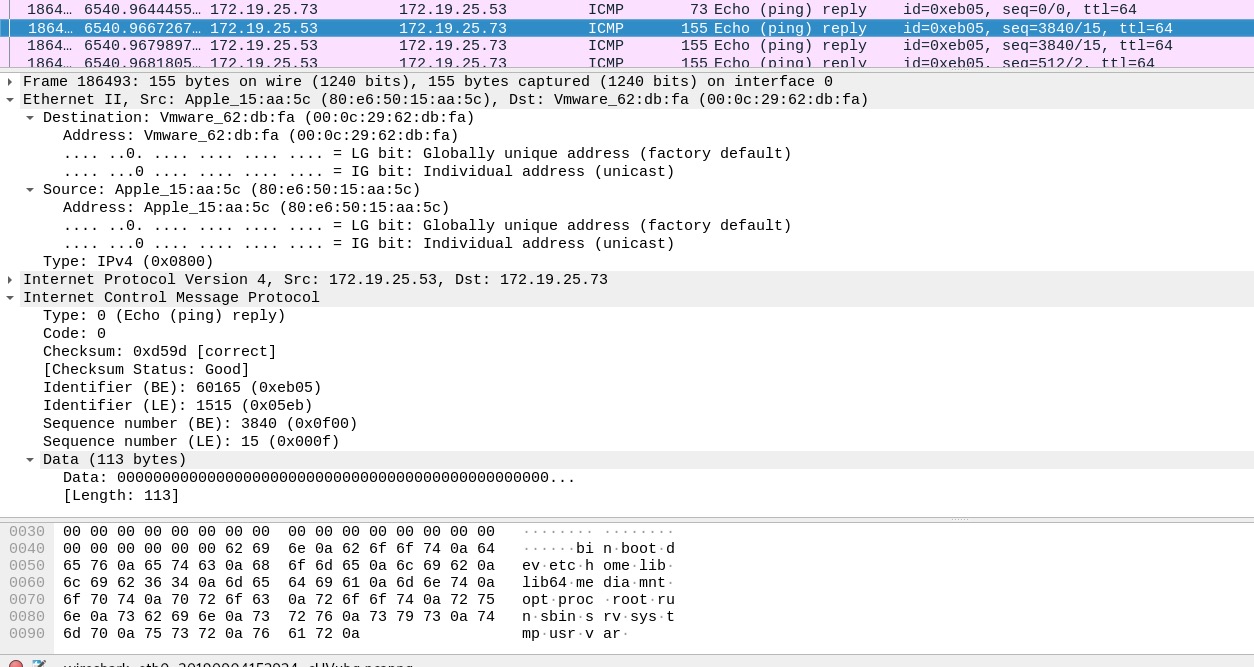 1864… 6540.9644455… 172.19.25.73 172.19.25.53 ICMP 73 Echo (ping) reply id=0xeb05, seq=0/0, ttl=64
1864… 6540.9667267… 172.19.25.53 172.19.25.73 ICMP 155 Echo (ping) reply id=0xeb05, seq=3840/15, ttl=64
1864… 6540.9679897… 172.19.25.73 172.19.25.53 ICMP 155 Echo (ping) reply id=0xeb05, seq=3840/15, ttl=64
1864… 6540.9681805… 172.19.25.53 172.19.25.73 ICMP 155 Echo (ping) reply id=0xeb05, seq=512/2, ttl=64
Frame 186493: 155 bytes on wire (1240 bits), 155 bytes captured (1240 bits) on interface 0
Ethernet II, Src: Apple_15:aa:5c (80:e6:50:15:aa:5c), Dst: Vmware_62:db:fa (00:0c:29:62:db:fa)
Destination: Vmware_62:db:fa (00:0c:29:62:db:fa)
Address: Vmware_62:db:fa (00:0c:29:62:db:fa)
.... ..0. .... .... .... .... = LG bit: Globally unique address (factory default)
.... ...0 .... .... .... .... = IG bit: Individual address (unicast)
Source: Apple_15:aa:5c (80:e6:50:15:aa:5c)
Address: Apple_15:aa:5c (80:e6:50:15:aa:5c)
.... ..0. .... .... .... .... = LG bit: Globally unique address (factory default)
.... ...0 .... .... .... .... = IG bit: Individual address (unicast)
Type: IPv4 (0x0800)
Internet Protocol Version 4, Src: 172.19.25.53, Dst: 172.19.25.73
Internet Control Message Protocol
Type: 0 (Echo (ping) reply)
Code: 0
Checksum: 0xd59d [correct]
[Checksum Status: Good]
Identifier (BE): 60165 (0xeb05)
Identifier (LE): 1515 (0x05eb)
Sequence number (BE): 3840 (0x0f00)
Sequence number (LE): 15 (0x000f)
Data (113 bytes)
Data: 000000000000000000000000000000000000000000000000...
[Length: 113]
0030 00 00 00 00 00 00 00 00 00 00 00 00 00 00 00 00 ········ ········
0040 00 00 00 00 00 00 62 69 6e 0a 62 6f 6f 74 0a 64 ······bi n·boot·d
0050 65 76 0a 65 74 63 0a 68 6f 6d 65 0a 6c 69 62 0a ev·etc·h ome·lib·
0060 6c 69 62 36 34 0a 6d 65 64 69 61 0a 6d 6e 74 0a lib64·me dia·mnt·
0070 6f 70 74 0a 70 72 6f 63 0a 72 6f 6f 74 0a 72 75 opt·proc ·root·ru
0080 6e 0a 73 62 69 6e 0a 73 72 76 0a 73 79 73 0a 74 n·sbin·s rv·sys·t
0090 6d 70 0a 75 73 72 0a 76 61 72 0a mp·usr·v ar·